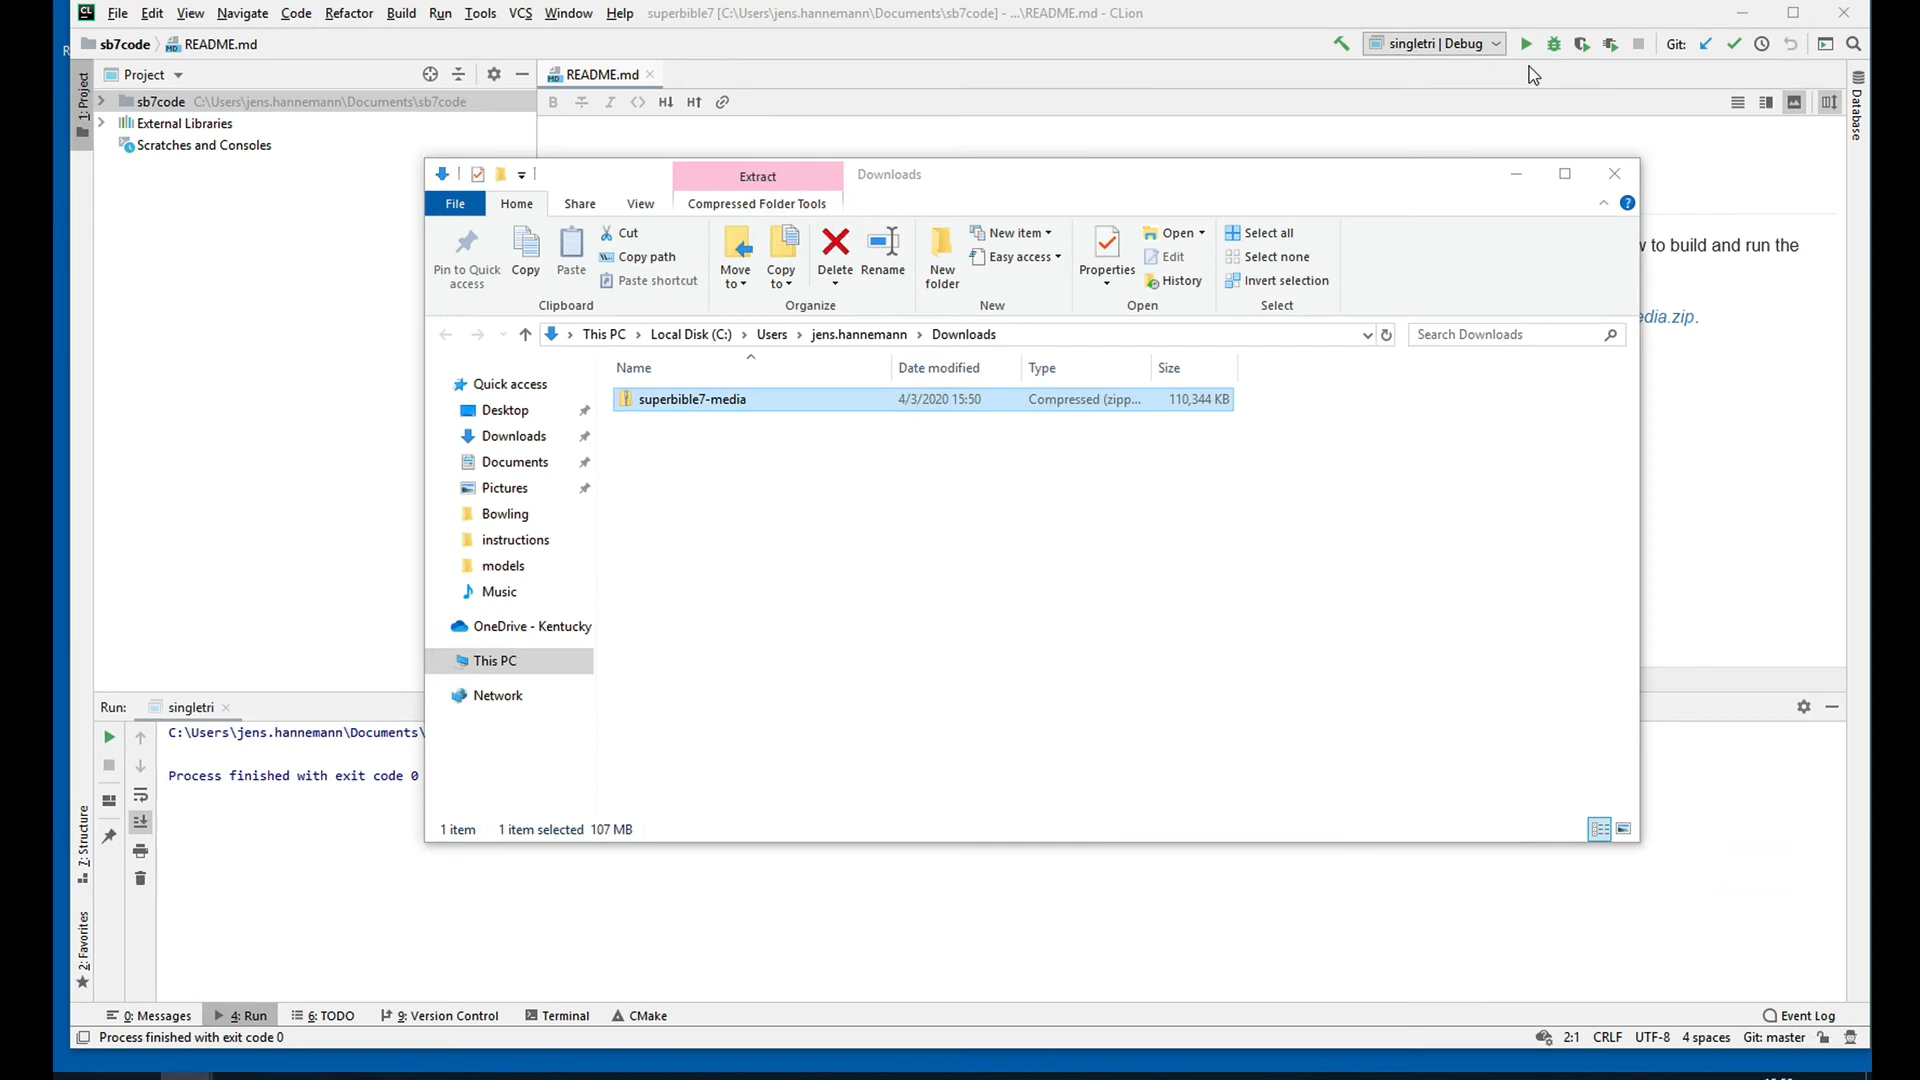 File Edit View Navigate Code Refactor Build Run Tools VCS Window Help superbible7 [C:\Users\jens.hannemann\Documents\sb7code] - ...\README.md - CLion
sb7code README.md singletri | Debug Git:
Project README.md
sb7code C:\Users\jens.hannemann\Documents\sb7code
External Libraries
Scratches and Consoles
1: Project
Database
Extract Downloads
File Home Share View Compressed Folder Tools
Pin to Quick access
Copy
Paste
Cut
Copy path
Paste shortcut
Clipboard
Move to
Copy to
Delete
Rename
Organize
New folder
New item
Easy access
New
Properties
Open
Edit
History
Open
Select all
Select none
Invert selection
Select
w to build and run the
edia.zip.
This PC Local Disk (C:) Users jens.hannemann Downloads Search Downloads
Name Date modified Type Size
superbible7-media 4/3/2020 15:50 Compressed (zipp... 110,344 KB
Quick access
Desktop
Downloads
Documents
Pictures
Bowling
instructions
models
Music
OneDrive - Kentucky
This PC
Network
1 item 1 item selected 107 MB
Run: singletri
C:\Users\jens.hannemann\Documents\
Process finished with exit code 0
7: Structure
2: Favorites
0: Messages 4: Run 6: TODO 9: Version Control Terminal CMake Event Log
Process finished with exit code 0 2:1 CRLF UTF-8 4 spaces Git: master